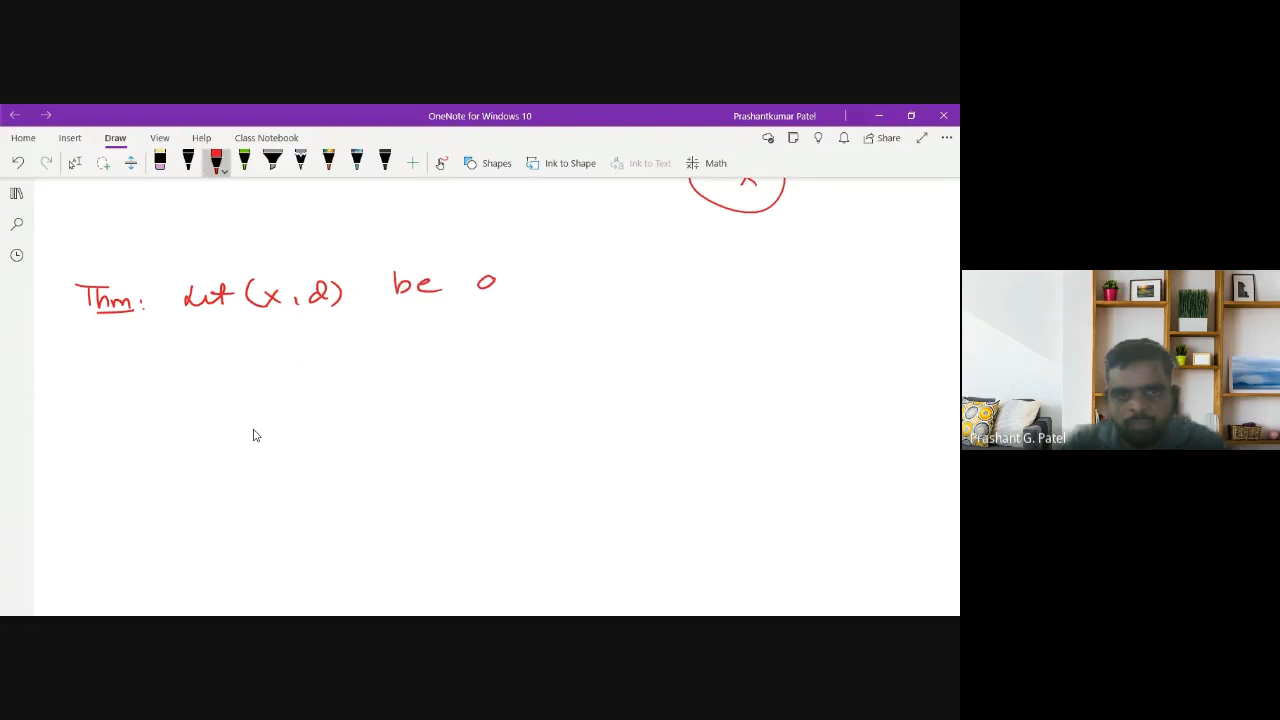 OneNote for Windows 10
Prashantkumar Patel
Home Insert Draw View Help Class Notebook
Share
Shapes Ink to Shape Ink to Text Math
x
Thm: Let (x, d) be a
Prashant G. Patel